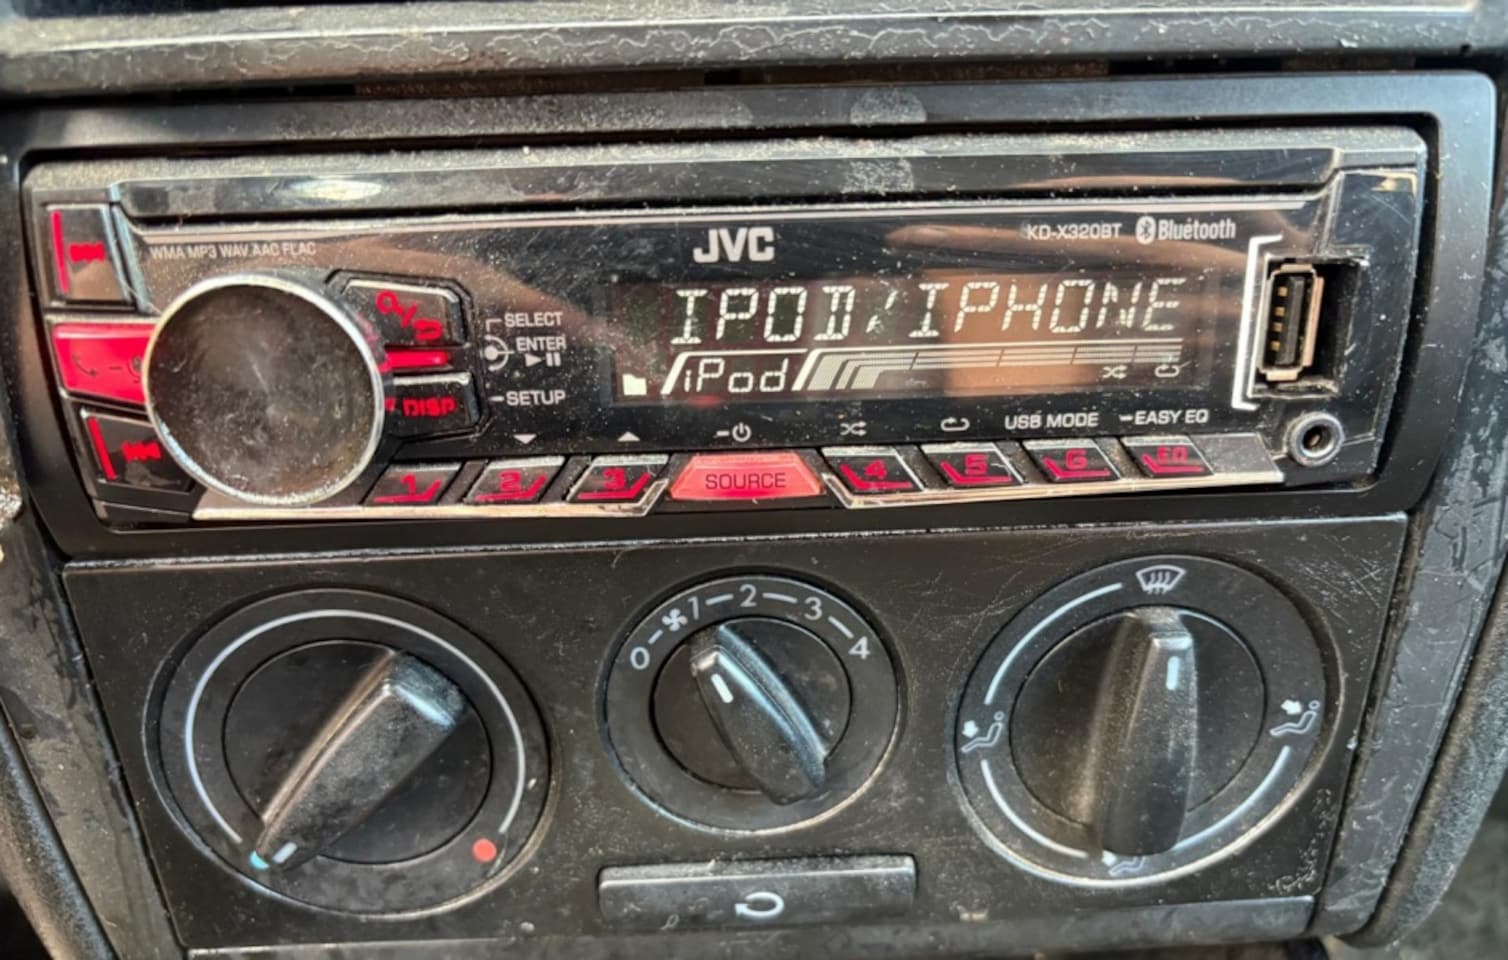 WMA MP3 WAV AAC FLAC
JVC
KD-X320BT Bluetooth
IPOD/IPHONE
iPod
SELECT
ENTER
SETUP
DISP
USB MODE
EASY EQ
1 2 3 SOURCE 4 5 6 EQ
0 1 2 3 4